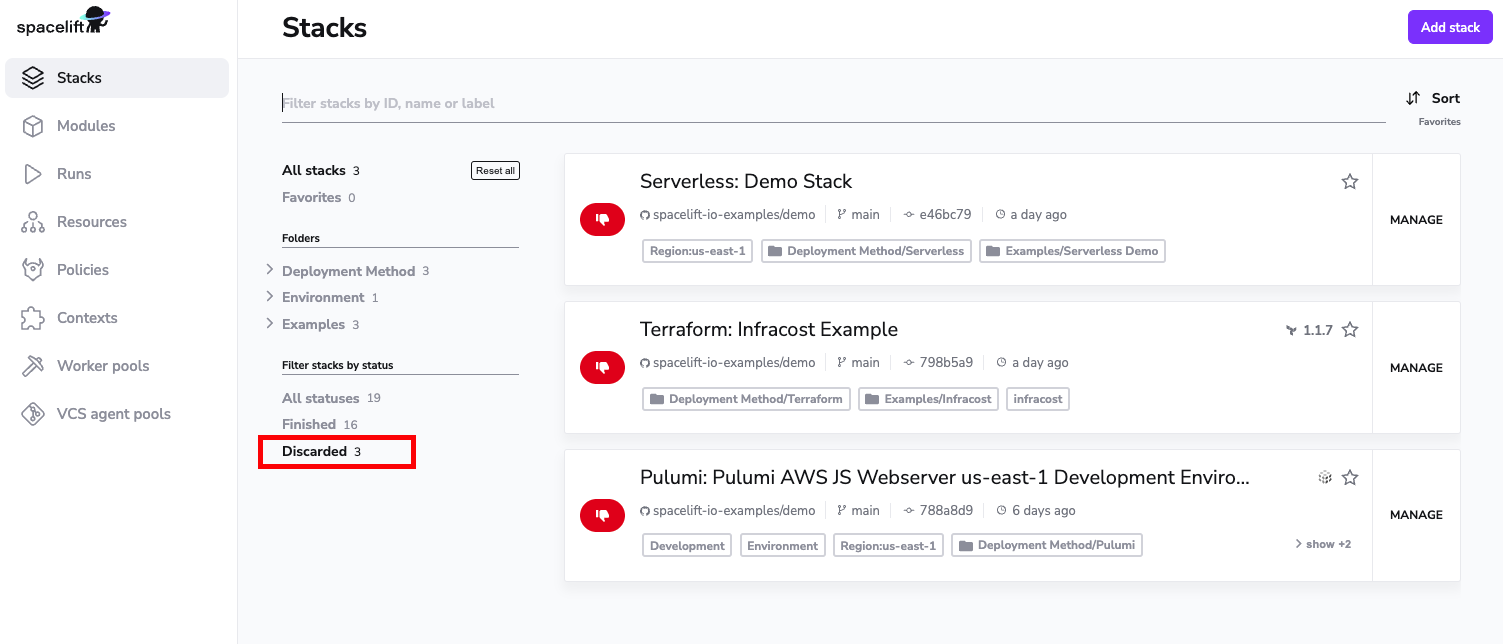 spacelift
Stacks
Modules
Runs
Resources
Policies
Contexts
Worker pools
VCS agent pools
Stacks
Add stack
Filter stacks by ID, name or label
Sort
Favorites
All stacks 3
Reset all
Favorites 0
Folders
Deployment Method 3
Environment 1
Examples 3
Filter stacks by status
All statuses 19
Finished 16
Discarded 3
Serverless: Demo Stack
spacelift-io-examples/demo main e46bc79 a day ago
Region:us-east-1 Deployment Method/Serverless Examples/Serverless Demo
MANAGE
Terraform: Infracost Example
1.1.7
spacelift-io-examples/demo main 798b5a9 a day ago
Deployment Method/Terraform Examples/Infracost infracost
MANAGE
Pulumi: Pulumi AWS JS Webserver us-east-1 Development Enviro...
spacelift-io-examples/demo main 788a8d9 6 days ago
Development Environment Region:us-east-1 Deployment Method/Pulumi
show +2
MANAGE